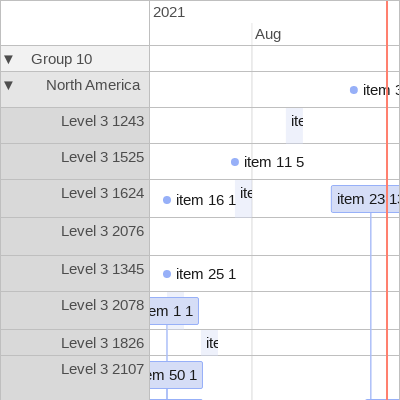 2021
Aug
▼ Group 10
▼ North America
item 3
Level 3 1243
ite
Level 3 1525
item 11 5
Level 3 1624
item 16 1
ite
item 23 13
Level 3 2076
Level 3 1345
item 25 1
Level 3 2078
em 1 1
Level 3 1826
ite
Level 3 2107
em 50 1